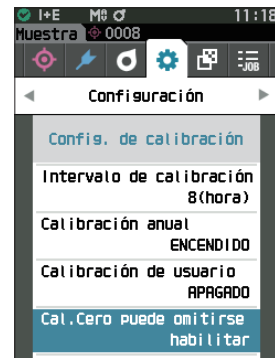 I+E M0 11:18
Muestra 0008
-JOB
Configuración
Config. de calibración
Intervalo de calibración
8(hora)
Calibración anual
ENCENDIDO
Calibración de usuario
APAGADO
Cal.Cero puede omitirse
habilitar